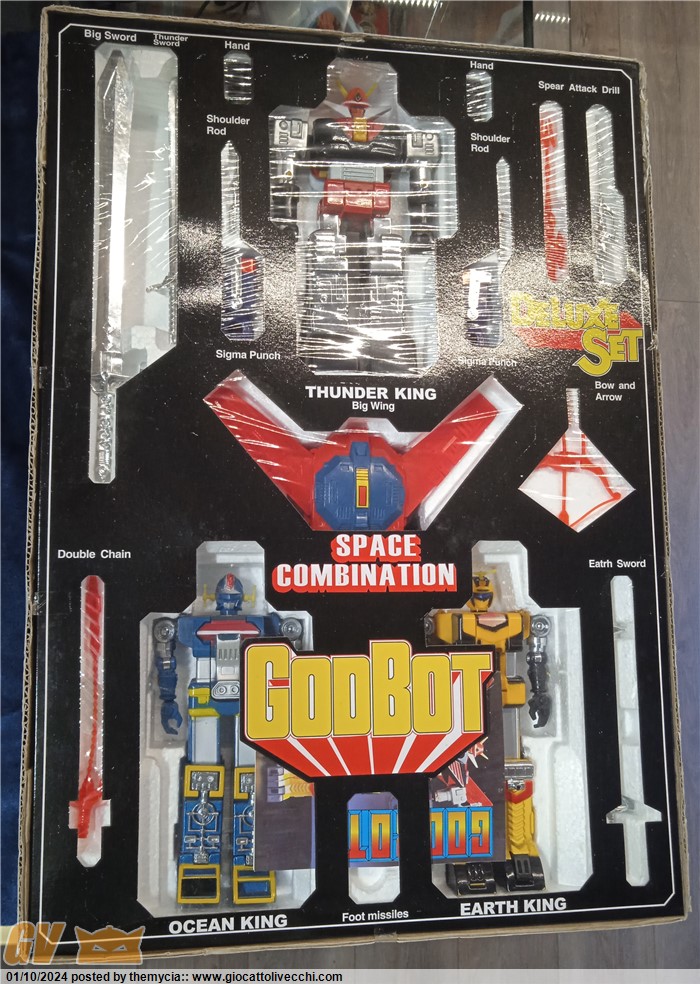 Big Sword
Thunder
Sword
Hand
Hand
Spear Attack Drill
Shoulder
Rod
Shoulder
Rod
DELUXE
SET
Sigma Punch
Sigma Punch
THUNDER KING
Big Wing
Bow and
Arrow
SPACE
COMBINATION
Double Chain
Eatrh Sword
GODBOT
OCEAN KING
Foot missiles
EARTH KING
GV
01/10/2024 posted by themycia:: www.giocattolivecchi.com